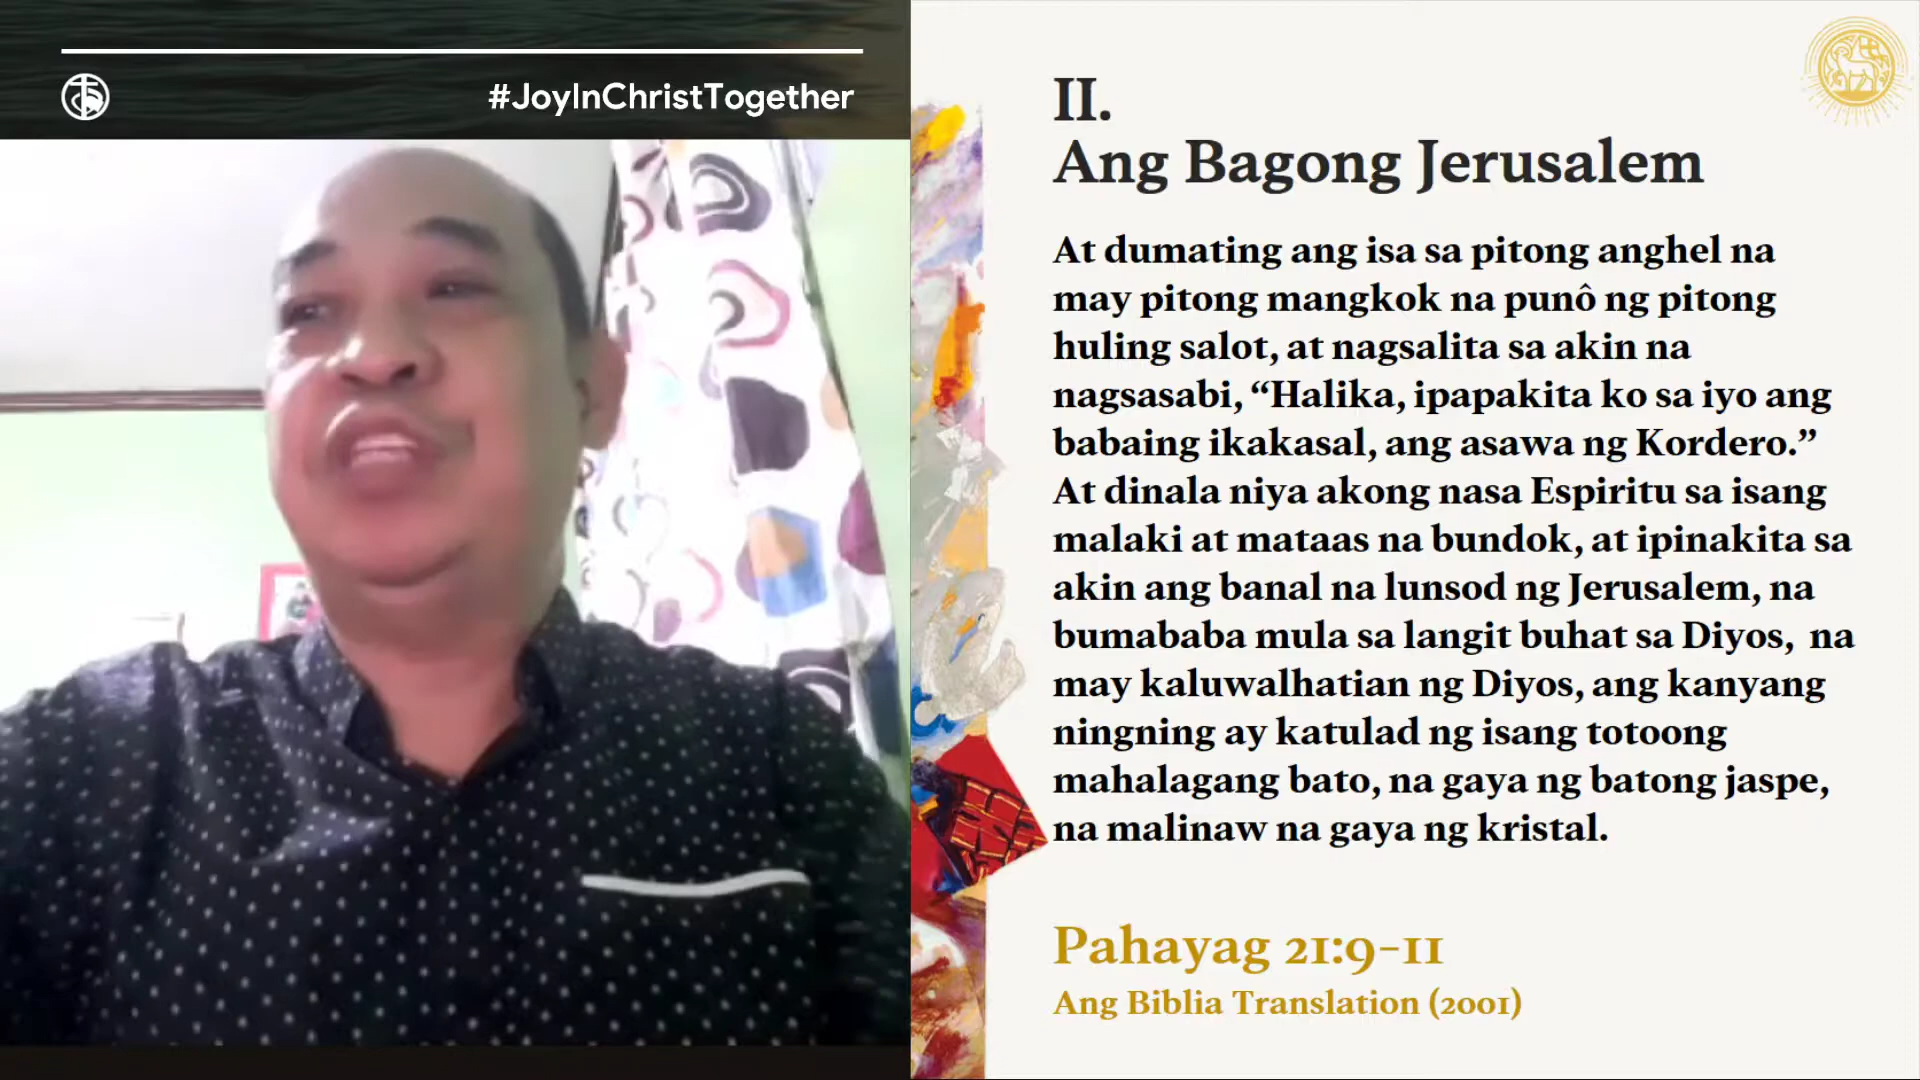 #JoyInChristTogether
II.
Ang Bagong Jerusalem
At dumating ang isa sa pitong anghel na
may pitong mangkok na punô ng pitong
huling salot, at nagsalita sa akin na
nagsasabi, “Halika, ipapakita ko sa iyo ang
babaing ikakasal, ang asawa ng Kordero.”
At dinala niya akong nasa Espiritu sa isang
malaki at mataas na bundok, at ipinakita sa
akin ang banal na lunsod ng Jerusalem, na
bumababa mula sa langit buhat sa Diyos,  na
may kaluwalhatian ng Diyos, ang kanyang
ningning ay katulad ng isang totoong
mahalagang bato, na gaya ng batong jaspe,
na malinaw na gaya ng kristal.
Pahayag 21:9-11
Ang Biblia Translation (2001)